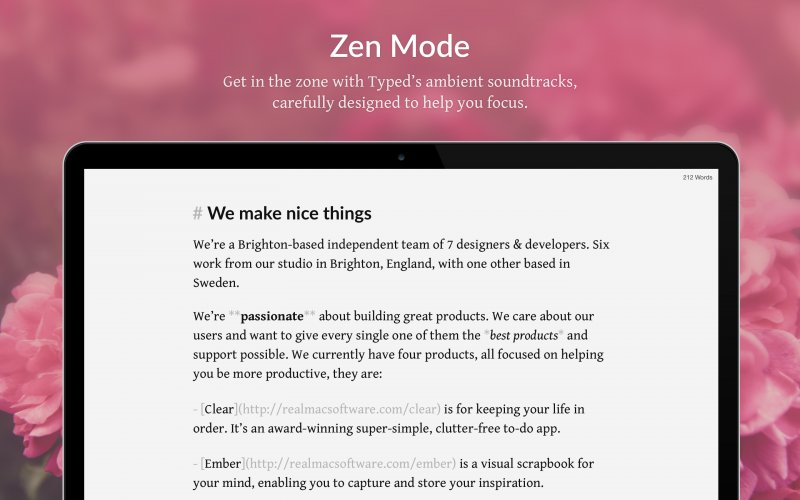 Zen Mode
Get in the zone with Typed’s ambient soundtracks,
carefully designed to help you focus.
212 Words
# We make nice things
We’re a Brighton-based independent team of 7 designers & developers. Six
work from our studio in Brighton, England, with one other based in
Sweden.
We’re **passionate** about building great products. We care about our
users and want to give every single one of them the *best products* and
support possible. We currently have four products, all focused on helping
you be more productive, they are:
- [Clear](http://realmacsoftware.com/clear) is for keeping your life in
order. It’s an award-winning super-simple, clutter-free to-do app.
- [Ember](http://realmacsoftware.com/ember) is a visual scrapbook for
your mind, enabling you to capture and store your inspiration.